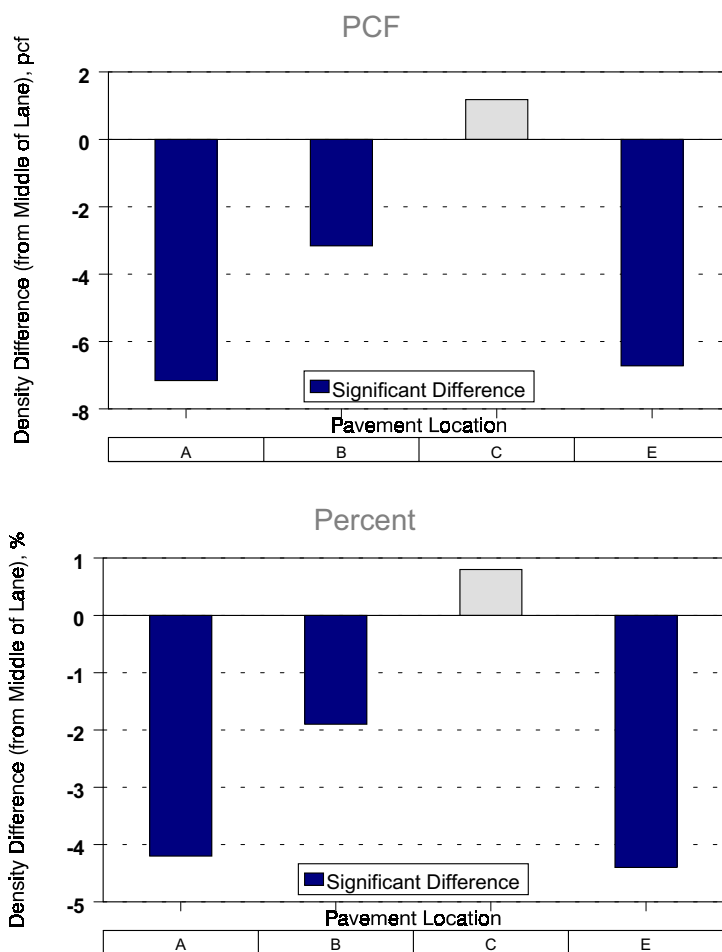 PCF
Density Difference (from Middle of Lane), pcf
2
0
-2
-4
-6
-8
Significant Difference
Pavement Location
A B C E
Percent
Density Difference (from Middle of Lane), %
1
0
-1
-2
-3
-4
-5
Significant Difference
Pavement Location
A B C E